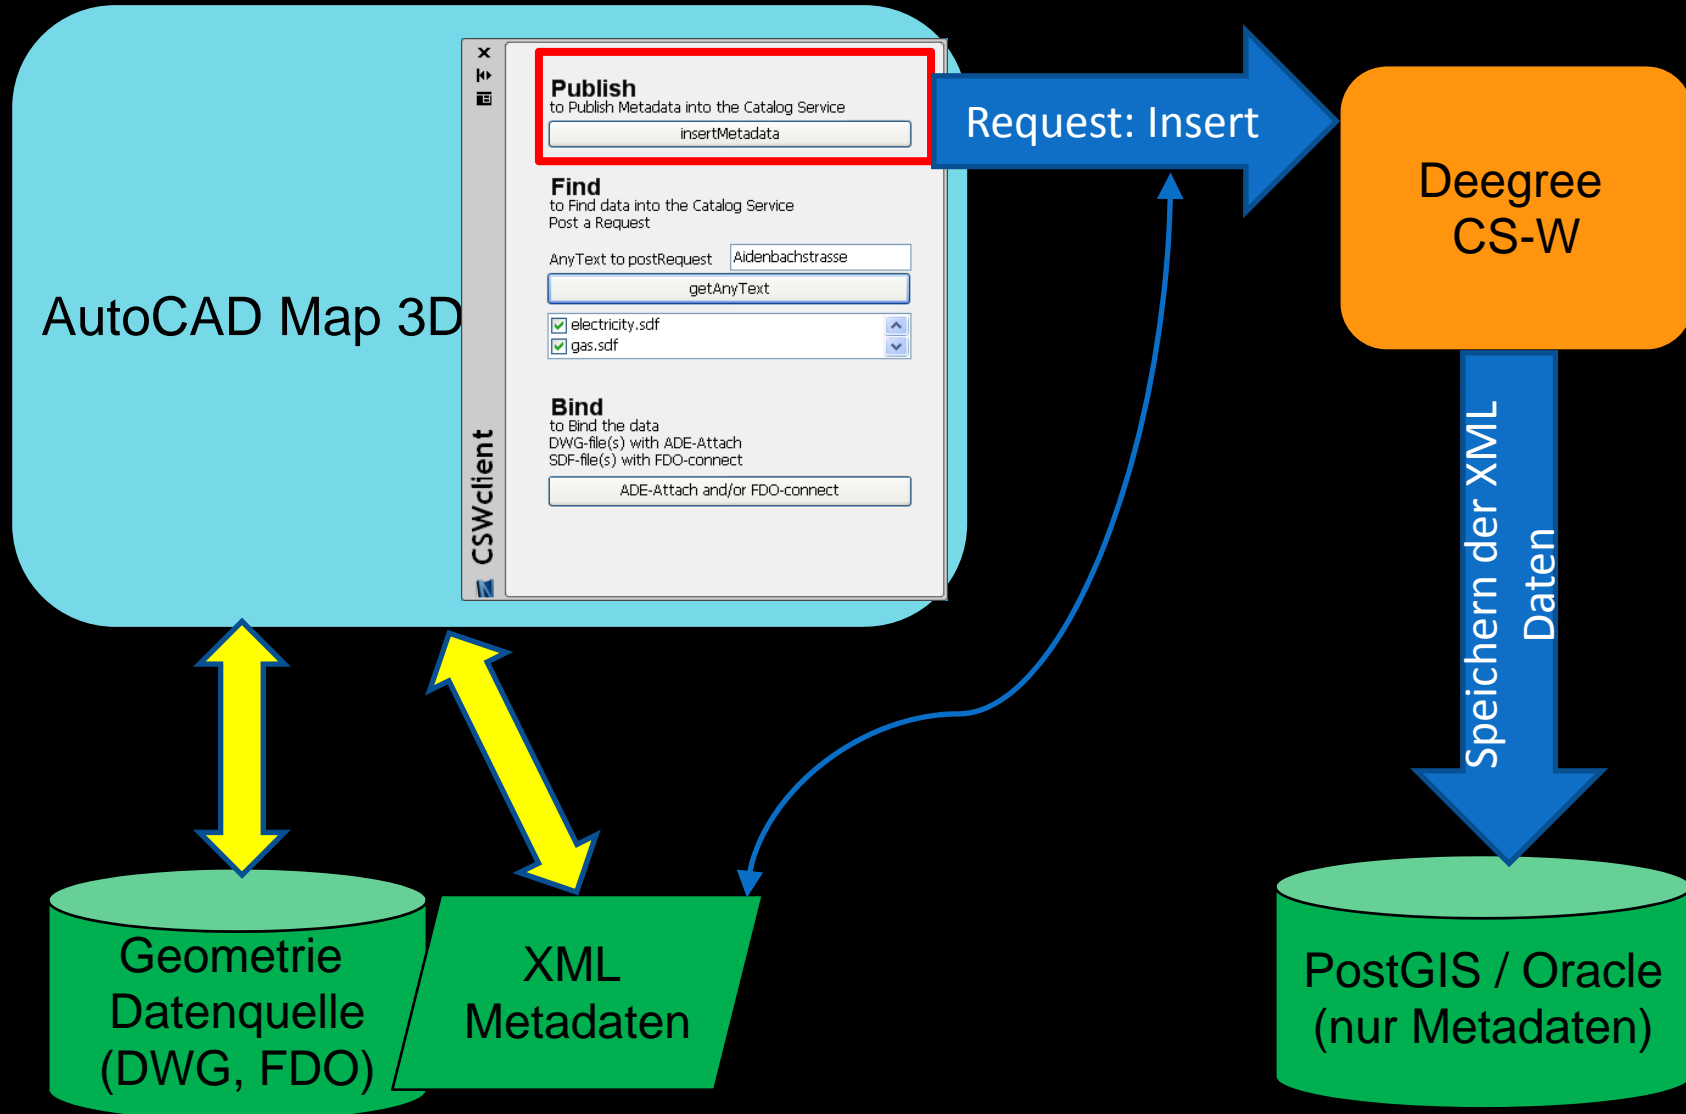 AutoCAD Map 3D
CSWclient
Publish
to Publish Metadata into the Catalog Service
insertMetadata
Find
to Find data into the Catalog Service
Post a Request
AnyText to postRequest Aidenbachstrasse
getAnyText
electricity.sdf
gas.sdf
Bind
to Bind the data
DWG-file(s) with ADE-Attach
SDF-file(s) with FDO-connect
ADE-Attach and/or FDO-connect
Request: Insert
Deegree
CS-W
Speichern der XML
Daten
Geometrie
Datenquelle
(DWG, FDO)
XML
Metadaten
PostGIS / Oracle
(nur Metadaten)